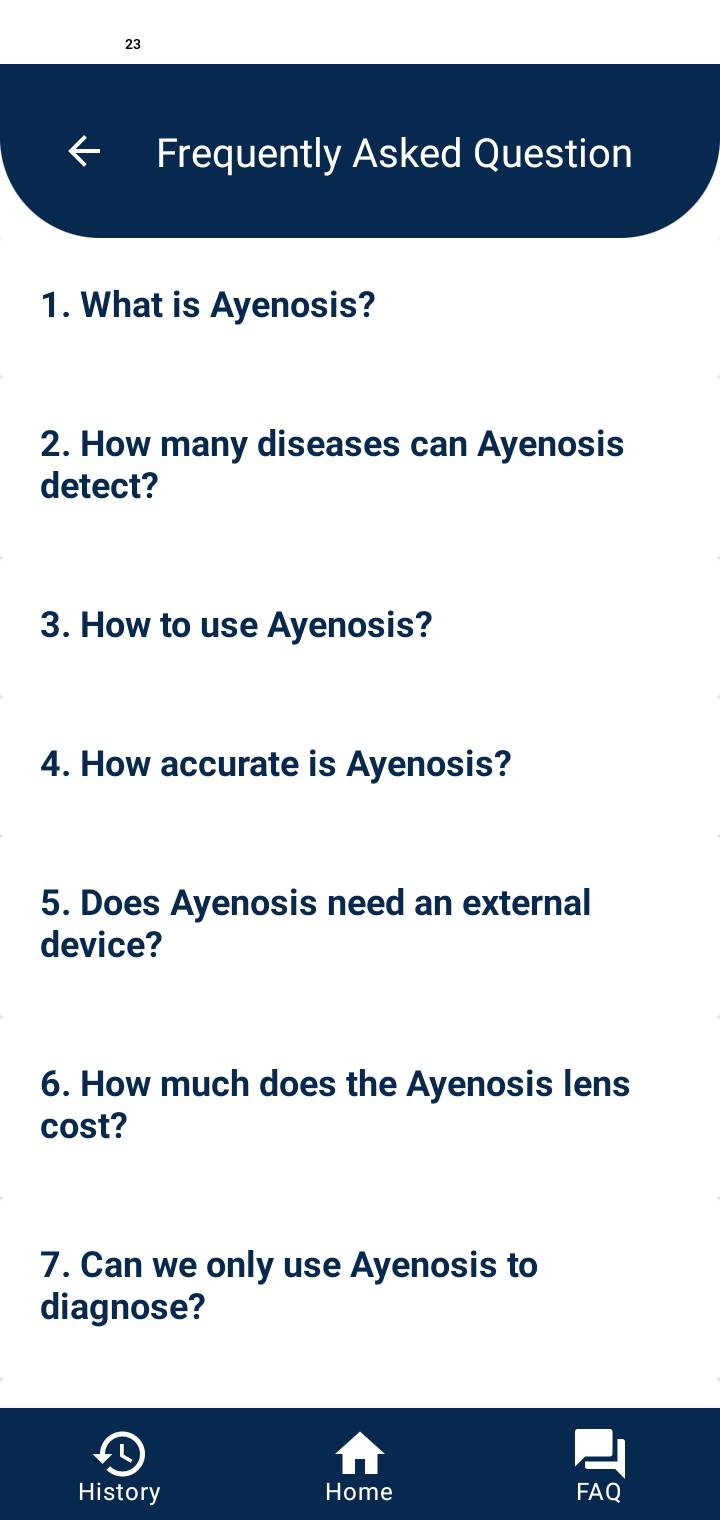 23
Frequently Asked Question
1. What is Ayenosis?
2. How many diseases can Ayenosis
detect?
3. How to use Ayenosis?
4. How accurate is Ayenosis?
5. Does Ayenosis need an external
device?
6. How much does the Ayenosis lens
cost?
7. Can we only use Ayenosis to
diagnose?
History
Home
FAQ